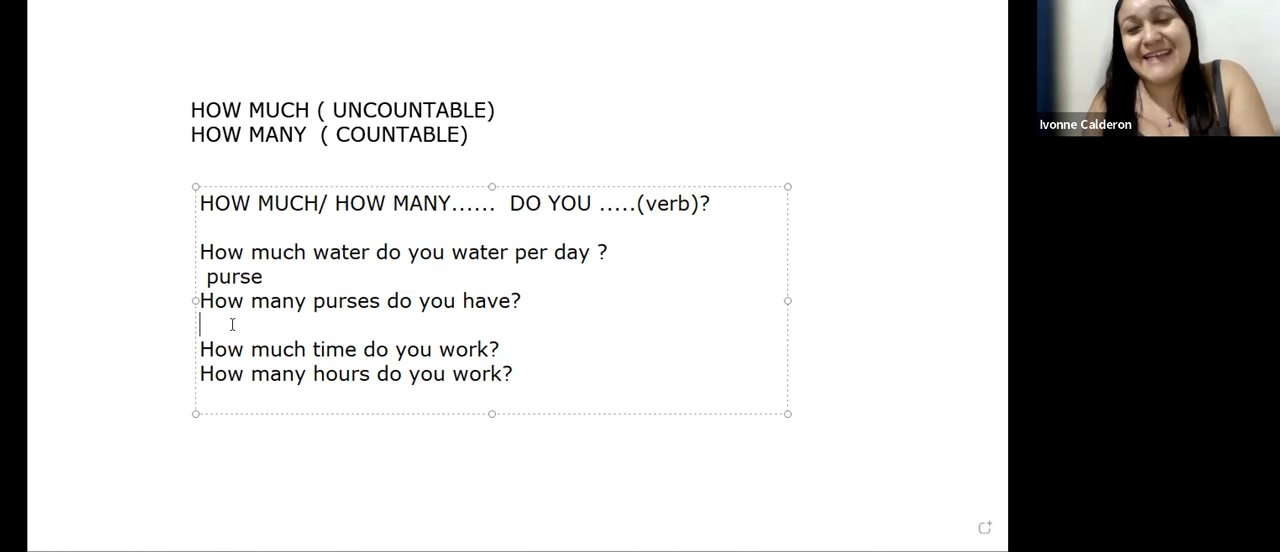 HOW MUCH ( UNCOUNTABLE)
HOW MANY ( COUNTABLE)
HOW MUCH/ HOW MANY...... DO YOU .....(verb)?
How much water do you water per day ?
purse
How many purses do you have?
How much time do you work?
How many hours do you work?
Ivonne Calderon